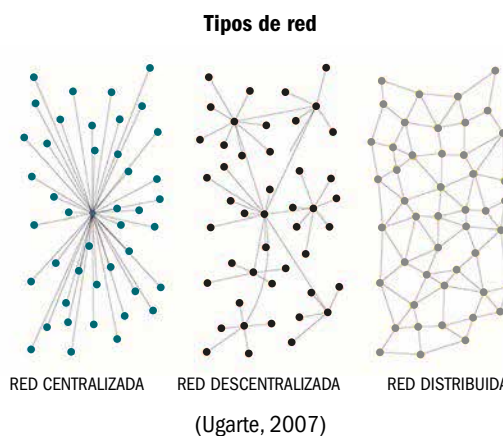 Tipos de red
RED CENTRALIZADA
RED DESCENTRALIZADA
RED DISTRIBUIDA
(Ugarte, 2007)